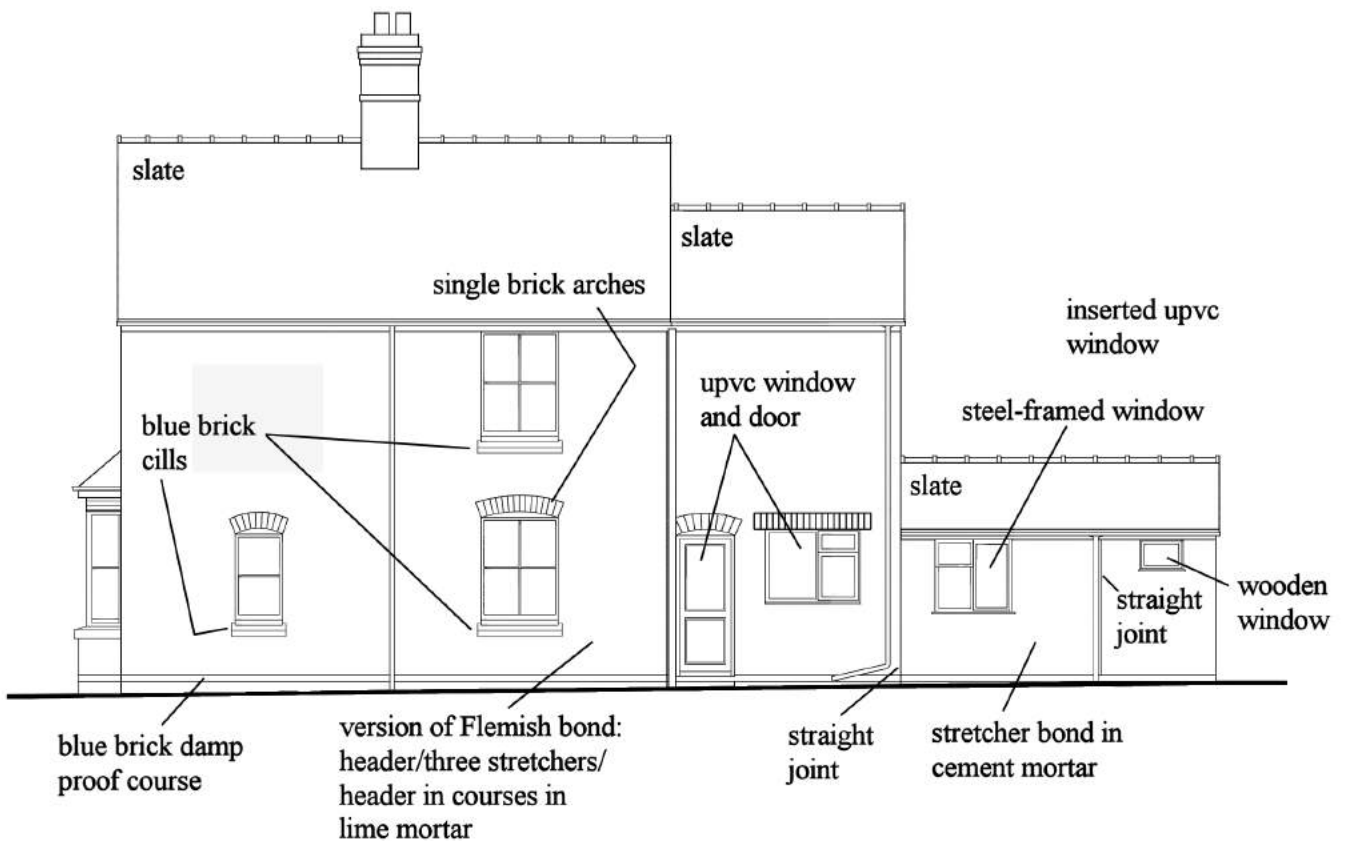 slate
slate
single brick arches
inserted upvc
window
upvc window
and door
steel-framed window
blue brick
cills
slate
straight
joint
wooden
window
blue brick damp
proof course
version of Flemish bond:
header/three stretchers/
header in courses in
lime mortar
straight
joint
stretcher bond in
cement mortar